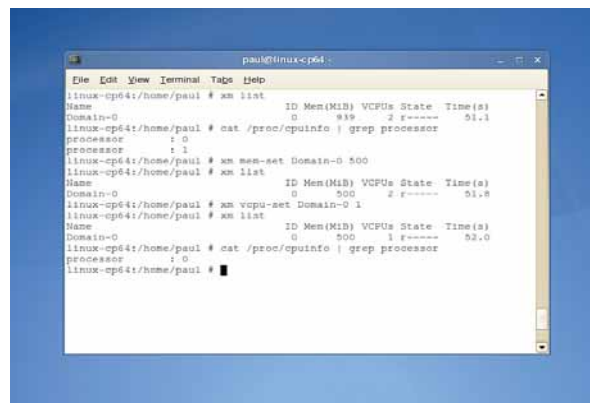 paul@linux-cp64:~
File Edit View Terminal Tabs Help
linux-cp64:/home/paul # xm list
Name ID Mem(MiB) VCPUs State Time(s)
Domain-0 0 939 2 r----- 51.1
linux-cp64:/home/paul # cat /proc/cpuinfo | grep processor
processor : 0
processor : 1
linux-cp64:/home/paul # xm mem-set Domain-0 500
linux-cp64:/home/paul # xm list
Name ID Mem(MiB) VCPUs State Time(s)
Domain-0 0 500 2 r----- 51.8
linux-cp64:/home/paul # xm vcpu-set Domain-0 1
linux-cp64:/home/paul # xm list
Name ID Mem(MiB) VCPUs State Time(s)
Domain-0 0 500 1 r----- 52.0
linux-cp64:/home/paul # cat /proc/cpuinfo | grep processor
processor : 0
linux-cp64:/home/paul #